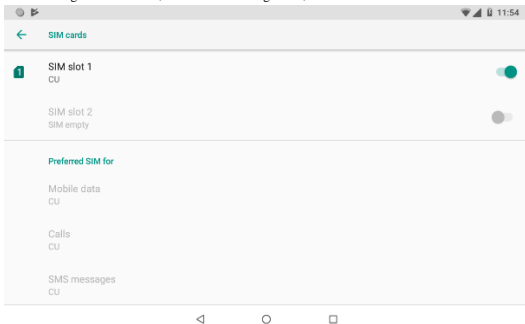 11:54
SIM cards
1
SIM slot 1
CU
SIM slot 2
SIM empty
Preferred SIM for
Mobile data
CU
Calls
CU
SMS messages
CU